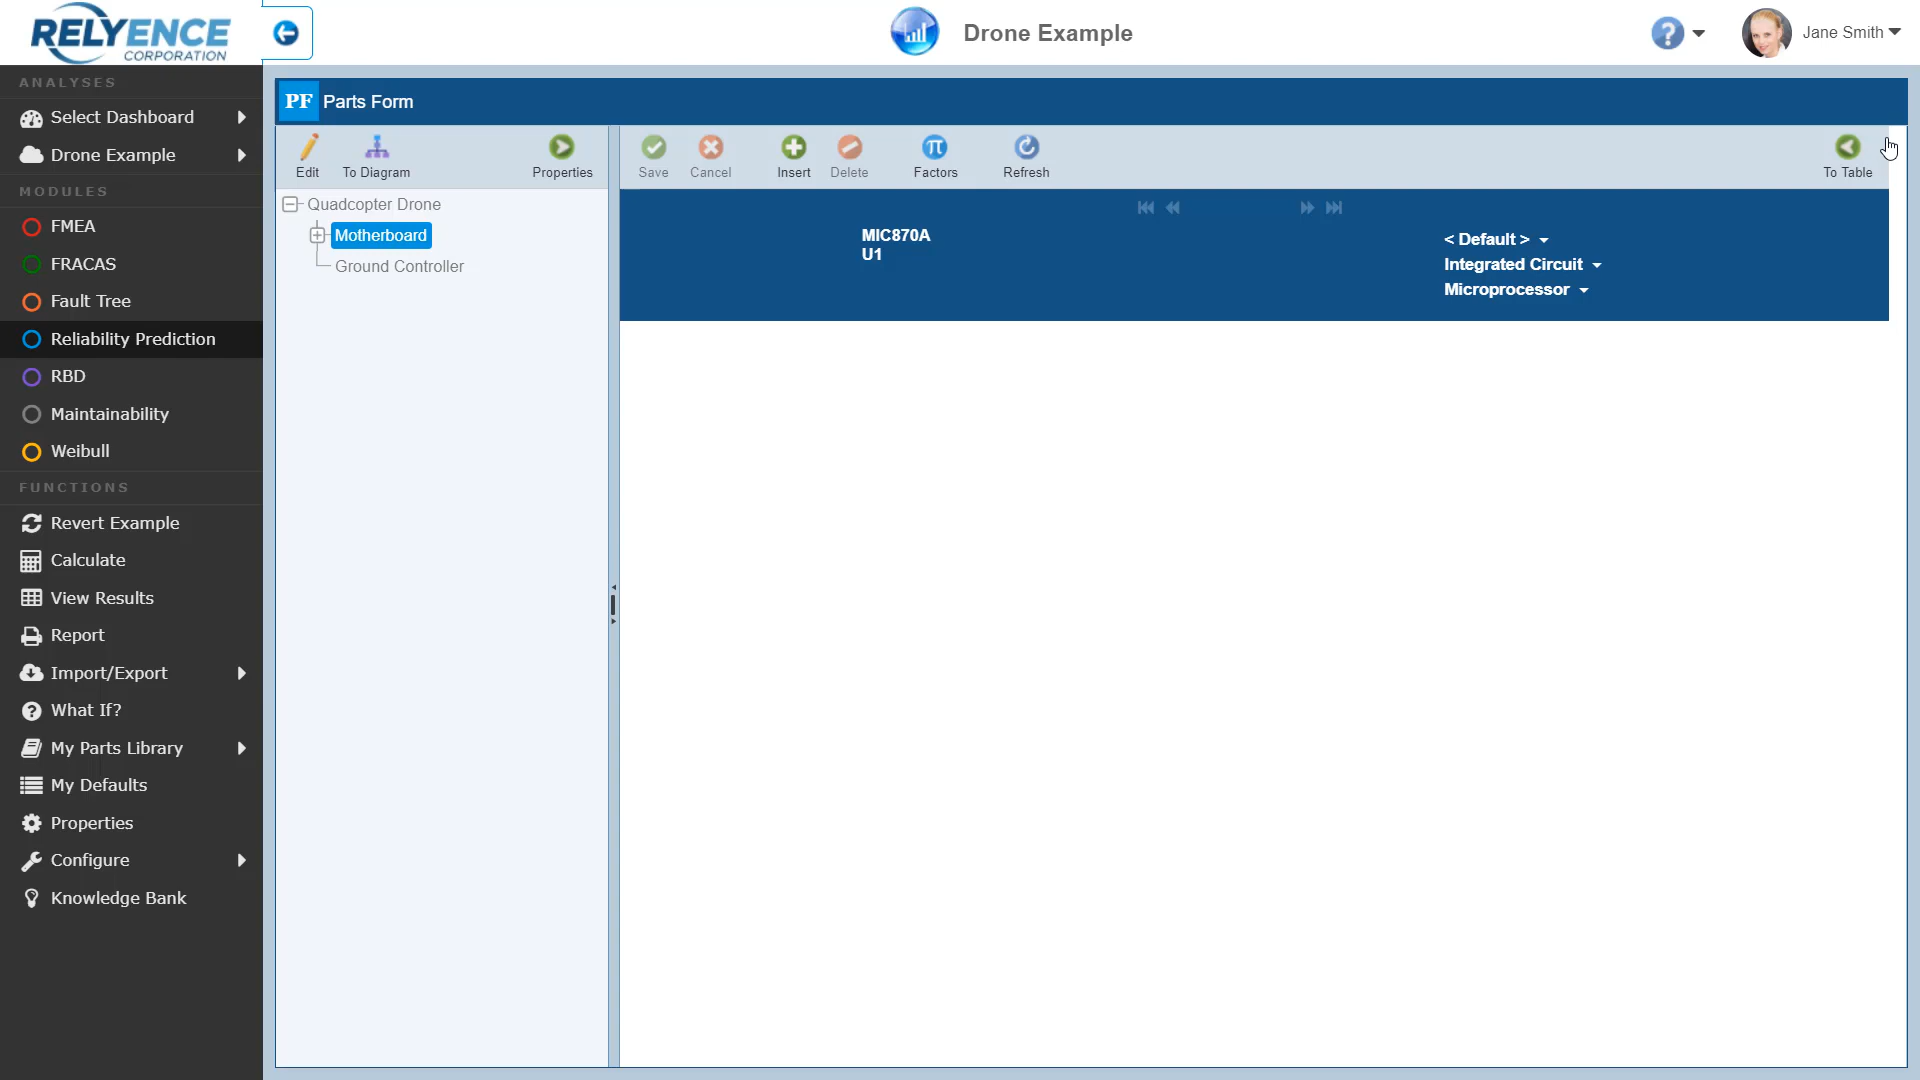 RELYENCE
CORPORATION
Drone Example
?
Jane Smith
ANALYSES
Select Dashboard
Drone Example
MODULES
FMEA
FRACAS
Fault Tree
Reliability Prediction
RBD
Maintainability
Weibull
FUNCTIONS
Revert Example
Calculate
View Results
Report
Import/Export
What If?
My Parts Library
My Defaults
Properties
Configure
Knowledge Bank
PF Parts Form
Edit To Diagram Properties
Quadcopter Drone
Motherboard
Ground Controller
Save Cancel Insert Delete Factors Refresh To Table
MIC870A
U1
< Default >
Integrated Circuit
Microprocessor